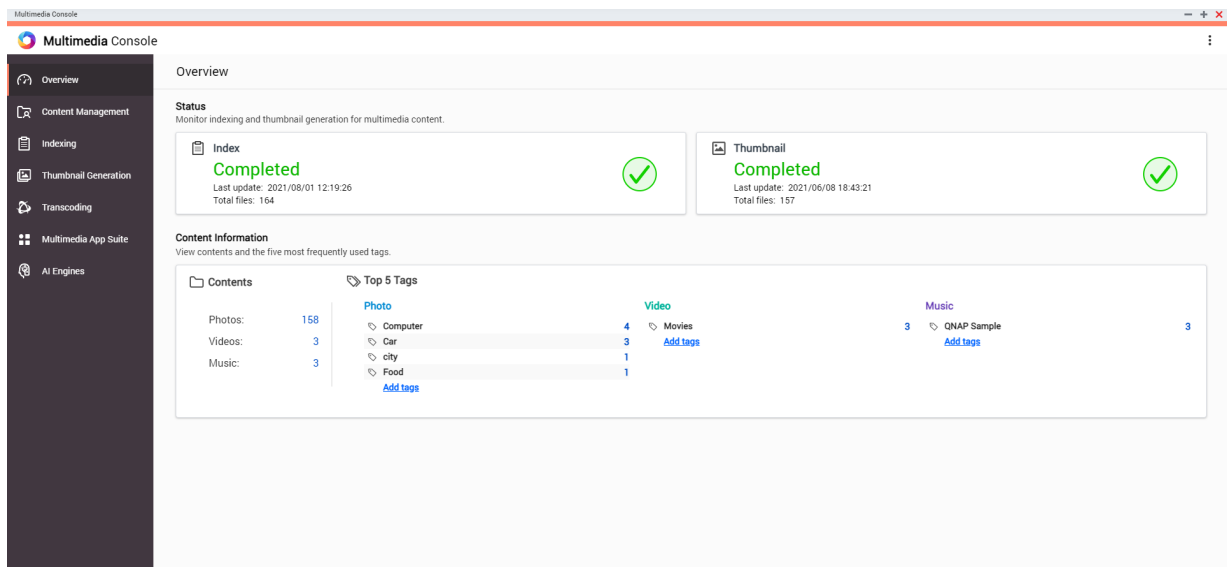 Multimedia Console
Multimedia Console
Overview
Content Management
Indexing
Thumbnail Generation
Transcoding
Multimedia App Suite
AI Engines
Overview
Status
Monitor indexing and thumbnail generation for multimedia content.
Index
Completed
Last update: 2021/08/01 12:19:26
Total files: 164
Thumbnail
Completed
Last update: 2021/06/08 18:43:21
Total files: 157
Content Information
View contents and the five most frequently used tags.
Contents
Photos: 158
Videos: 3
Music: 3
Top 5 Tags
Photo
Computer 4
Car 3
city 1
Food 1
Add tags
Video
Movies 3
Add tags
Music
QNAP Sample 3
Add tags